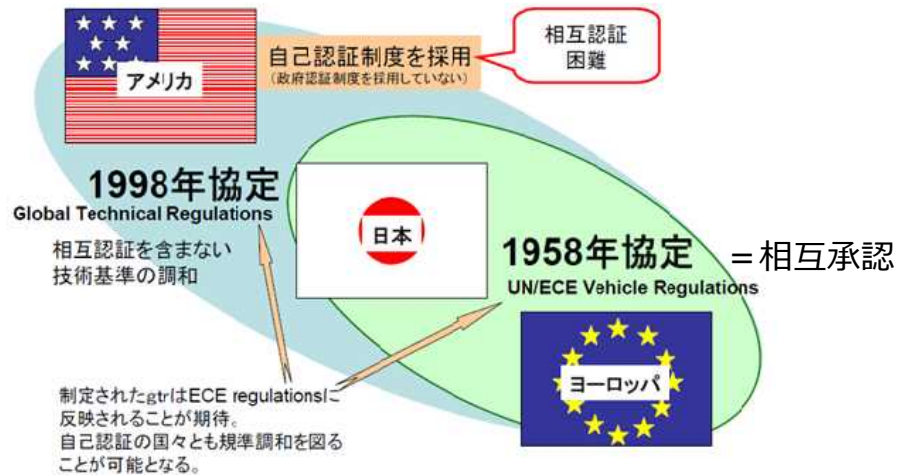 アメリカ
自己認証制度を採用
（政府認証制度を採用していない）
相互認証
困難
1998年協定
Global Technical Regulations
相互認証を含まない
技術基準の調和
日本
1958年協定
UN/ECE Vehicle Regulations
＝相互承認
ヨーロッパ
制定されたgtrはECE regulationsに
反映されることが期待。
自己認証の国々とも規準調和を図る
ことが可能となる。